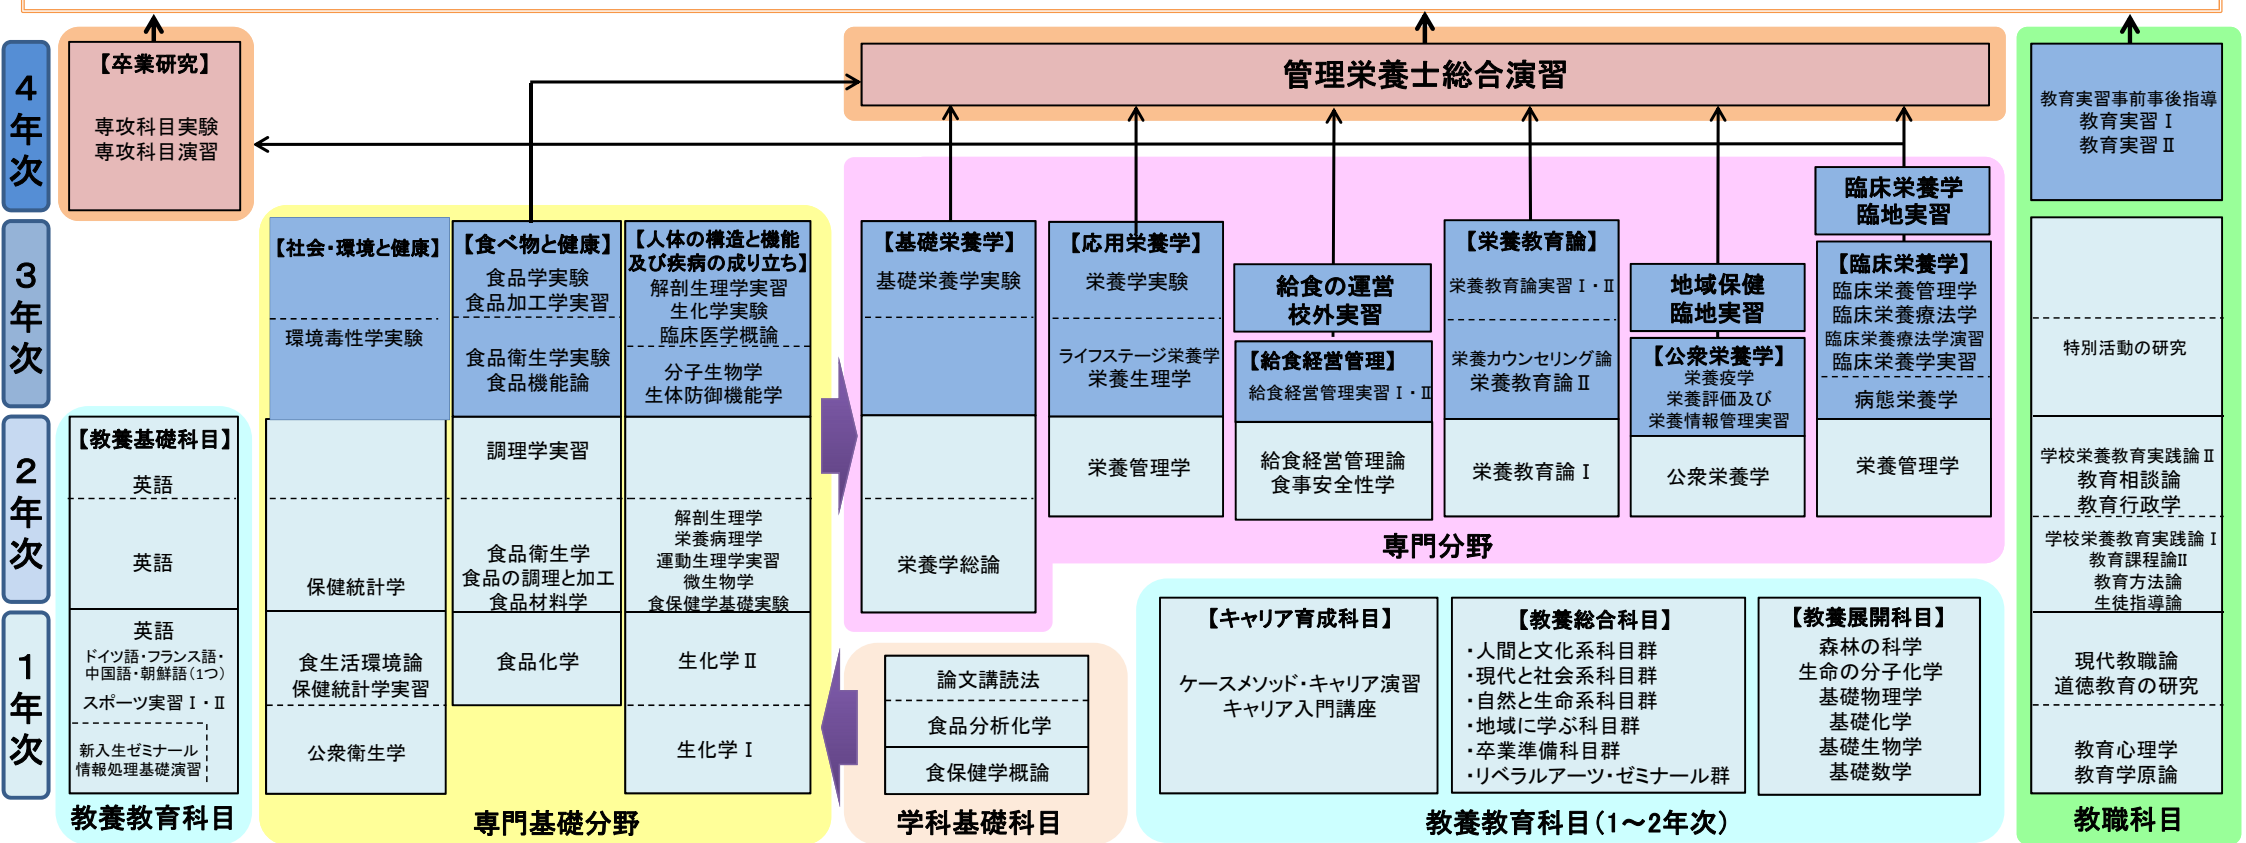 4年次
3年次
2年次
1年次
【卒業研究】
専攻科目実験
専攻科目演習
【教養基礎科目】
英語
英語
英語
ドイツ語・フランス語・
中国語・朝鮮語(1つ)
スポーツ実習Ⅰ・Ⅱ
新入生ゼミナール
情報処理基礎演習
教養教育科目
【社会・環境と健康】
環境毒性学実験
保健統計学
食生活環境論
保健統計学実習
公衆衛生学
【食べ物と健康】
食品学実験
食品加工学実習
食品衛生学実験
食品機能論
調理学実習
食品衛生学
食品の調理と加工
食品材料学
食品化学
【人体の構造と機能
及び疾病の成り立ち】
解剖生理学実習
生化学実験
臨床医学概論
分子生物学
生体防御機能学
解剖生理学
栄養病理学
運動生理学実習
微生物学
食保健学基礎実験
生化学Ⅱ
生化学Ⅰ
専門基礎分野
管理栄養士総合演習
【基礎栄養学】
基礎栄養学実験
栄養学総論
【応用栄養学】
栄養学実験
ライフステージ栄養学
栄養生理学
栄養管理学
給食の運営
校外実習
【給食経営管理】
給食経営管理実習Ⅰ・Ⅱ
給食経営管理論
食事安全性学
【栄養教育論】
栄養教育論実習Ⅰ・Ⅱ
栄養カウンセリング論
栄養教育論Ⅱ
栄養教育論Ⅰ
地域保健
臨地実習
【公衆栄養学】
栄養疫学
栄養評価及び
栄養情報管理実習
公衆栄養学
臨床栄養学
臨地実習
【臨床栄養学】
臨床栄養管理学
臨床栄養療法学
臨床栄養療法学演習
臨床栄養学実習
病態栄養学
栄養管理学
専門分野
論文講読法
食品分析化学
食保健学概論
学科基礎科目
【キャリア育成科目】
ケースメソッド・キャリア演習
キャリア入門講座
【教養総合科目】
・人間と文化系科目群
・現代と社会系科目群
・自然と生命系科目群
・地域に学ぶ科目群
・卒業準備科目群
・リベラルアーツ・ゼミナール群
【教養展開科目】
森林の科学
生命の分子化学
基礎物理学
基礎化学
基礎生物学
基礎数学
教養教育科目(1～2年次)
教育実習事前事後指導
教育実習Ⅰ
教育実習Ⅱ
特別活動の研究
学校栄養教育実践論Ⅱ
教育相談論
教育行政学
学校栄養教育実践論Ⅰ
教育課程論Ⅱ
教育方法論
生徒指導論
現代教職論
道徳教育の研究
教育心理学
教育学原論
教職科目